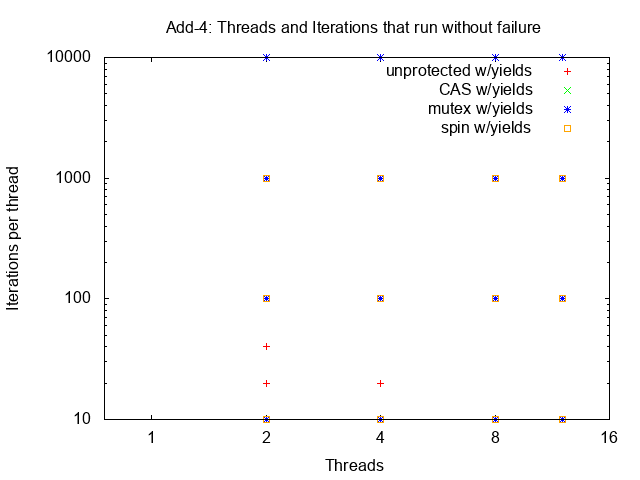 Add-4: Threads and Iterations that run without failure
10000
unprotected w/yields
CAS w/yields
mutex w/yields
spin w/yields
1000
Iterations per thread
100
10
1 2 4 8 16
Threads